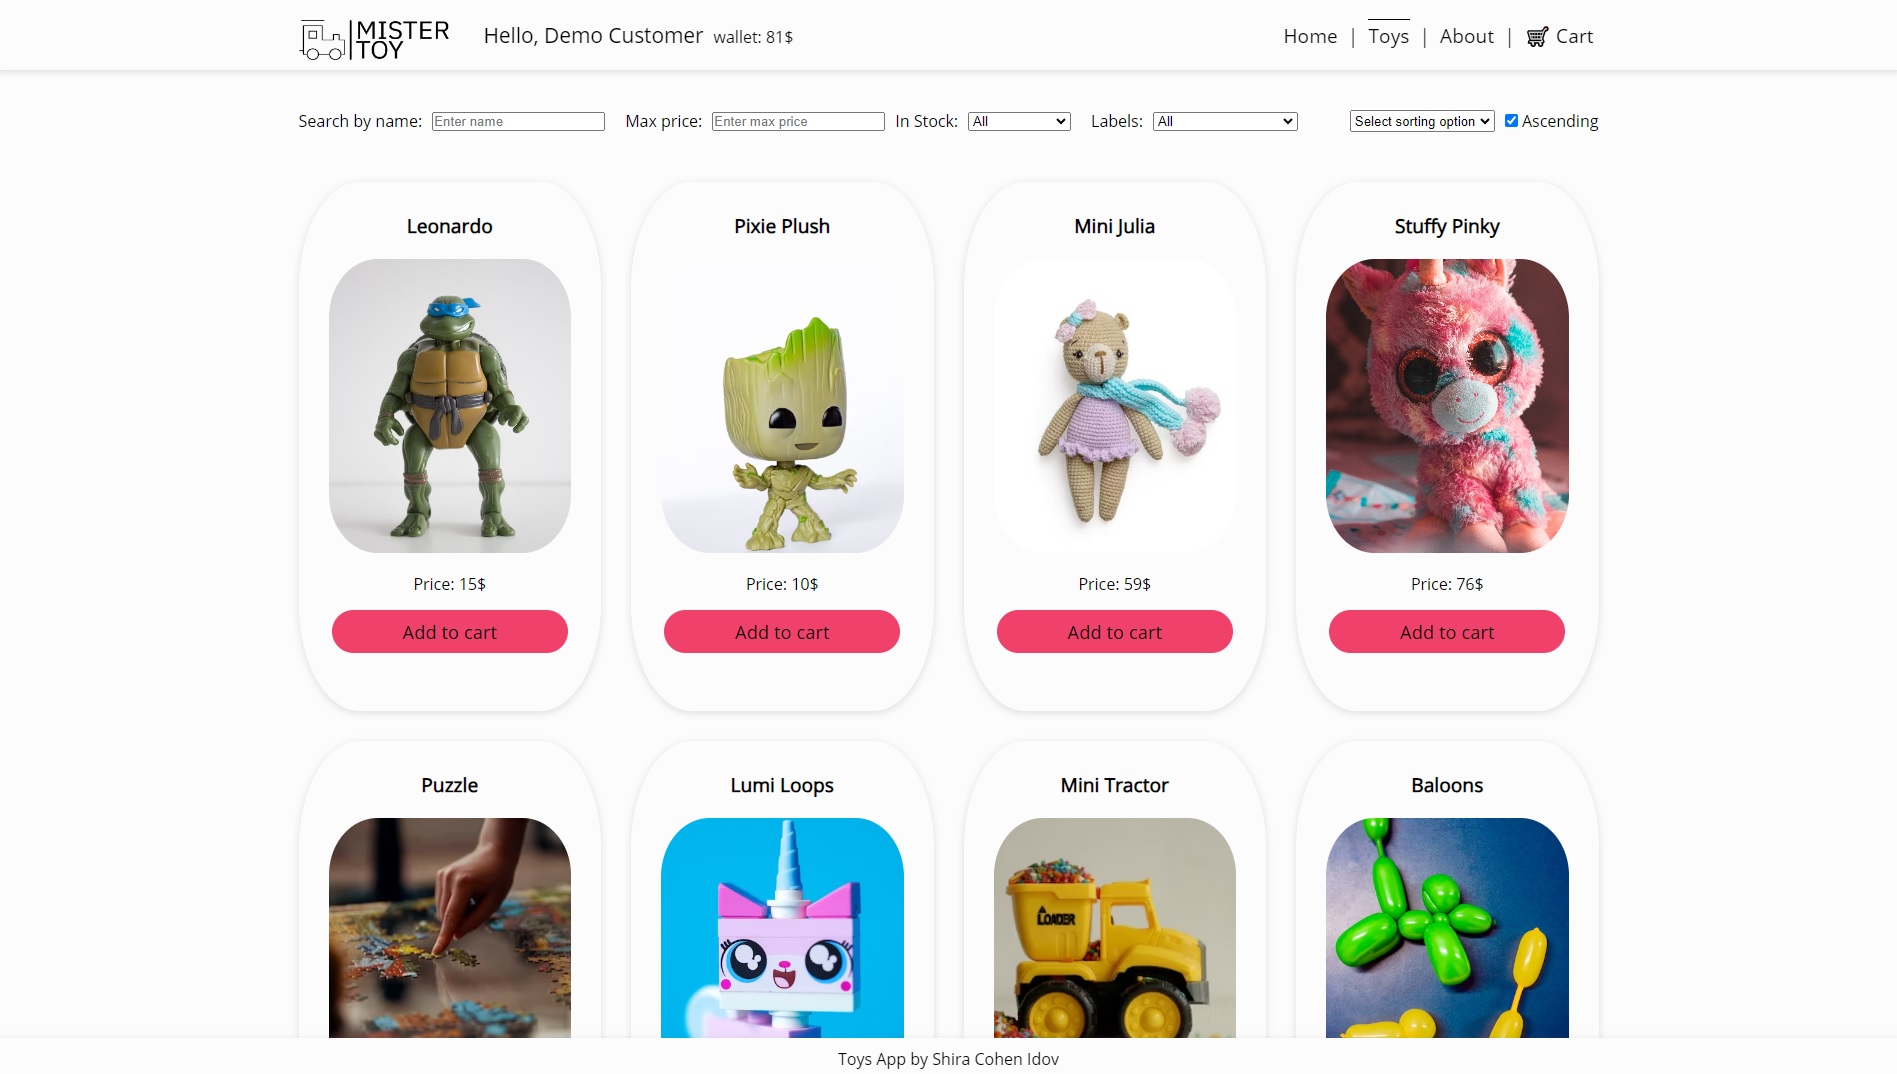 MISTER
TOY
Hello, Demo Customer wallet: 81$
Home | Toys | About | Cart
Search by name: Enter name Max price: Enter max price In Stock: All Labels: All Select sorting option Ascending
Leonardo
Pixie Plush
Mini Julia
Stuffy Pinky
Price: 15$
Price: 10$
Price: 59$
Price: 76$
Add to cart
Add to cart
Add to cart
Add to cart
Puzzle
Lumi Loops
Mini Tractor
Baloons
LOADER
Toys App by Shira Cohen Idov